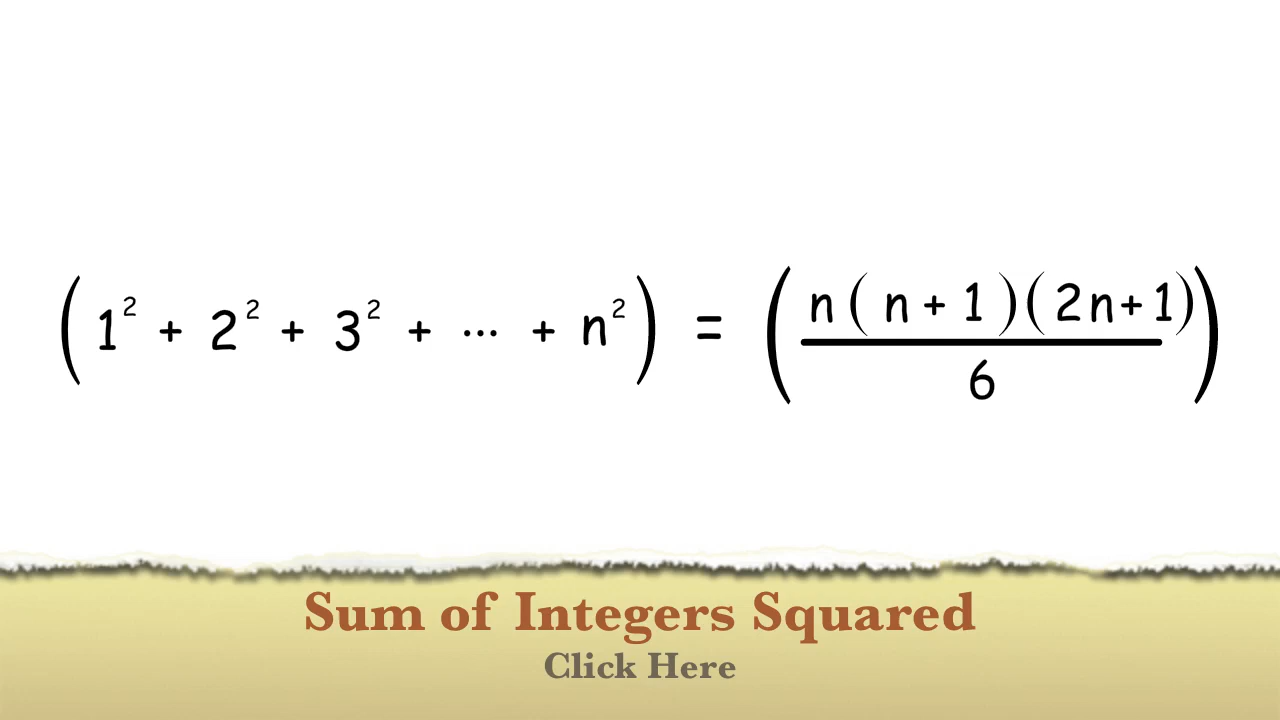 (1² + 2² + 3² + ··· + n²) = (n(n+1)(2n+1)/6)
Sum of Integers Squared
Click Here